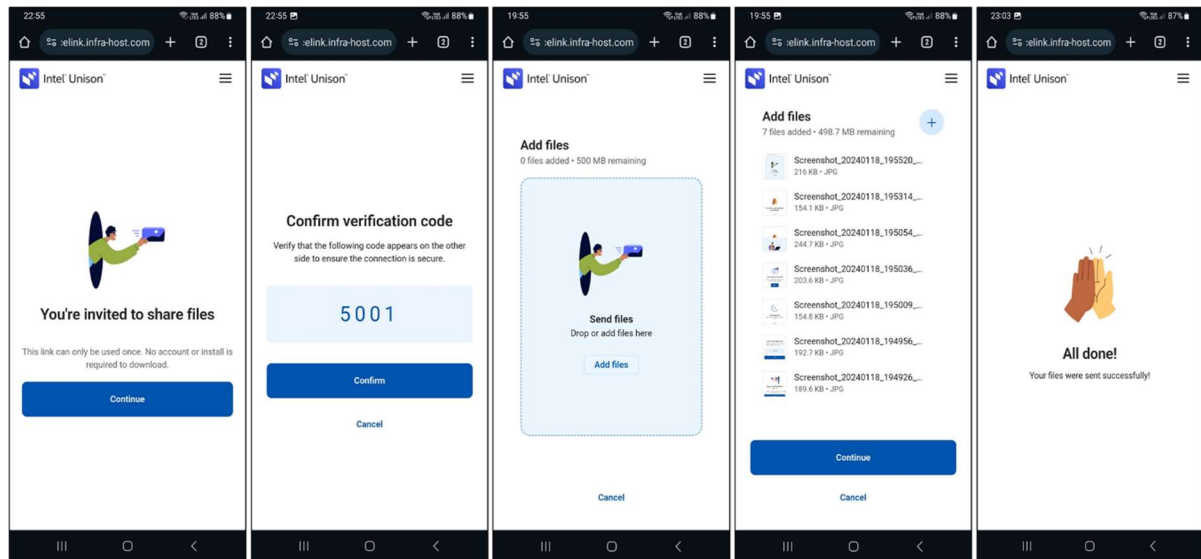 22:55
88%
:elink.infra-host.com
2
Intel Unison
You're invited to share files
This link can only be used once. No account or install is
required to download.
Continue
22:55
88%
:elink.infra-host.com
2
Intel Unison
Confirm verification code
Verify that the following code appears on the other
side to ensure the connection is secure.
5001
Confirm
Cancel
19:55
88%
:elink.infra-host.com
2
Intel Unison
Add files
0 files added • 500 MB remaining
Send files
Drop or add files here
Add files
Cancel
19:55
88%
:elink.infra-host.com
2
Intel Unison
Add files
7 files added • 498.7 MB remaining
Screenshot_20240118_195520_...
216 KB • JPG
Screenshot_20240118_195314_...
154.1 KB • JPG
Screenshot_20240118_195054_...
244.7 KB • JPG
Screenshot_20240118_195036_...
203.6 KB • JPG
Screenshot_20240118_195009_...
154.8 KB • JPG
Screenshot_20240118_194956_...
192.7 KB • JPG
Screenshot_20240118_194926_...
189.6 KB • JPG
Continue
Cancel
23:03
87%
:elink.infra-host.com
2
Intel Unison
All done!
Your files were sent successfully!